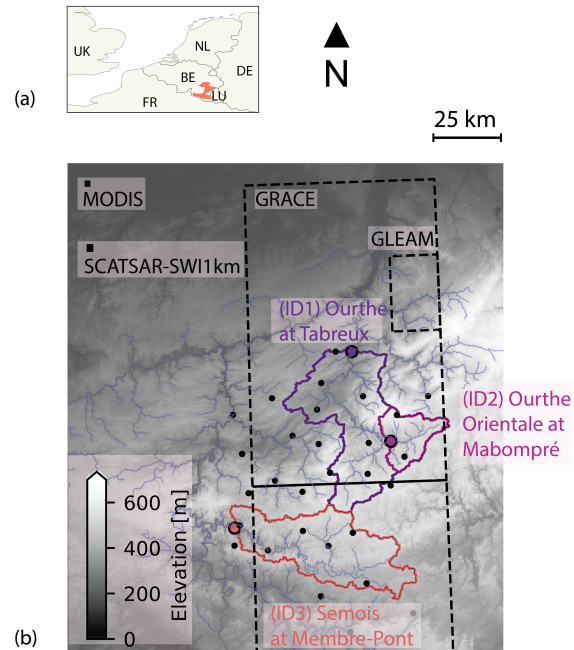 UK
NL
BE
DE
FR
LU
(a)
N
25 km
MODIS
GRACE
GLEAM
SCATSAR-SWI1km
(ID1) Ourthe
at Tabreux
(ID2) Ourthe
Orientale at
Mabompré
600
400
200
0
Elevation [m]
(ID3) Semois
at Membre-Pont
(b)